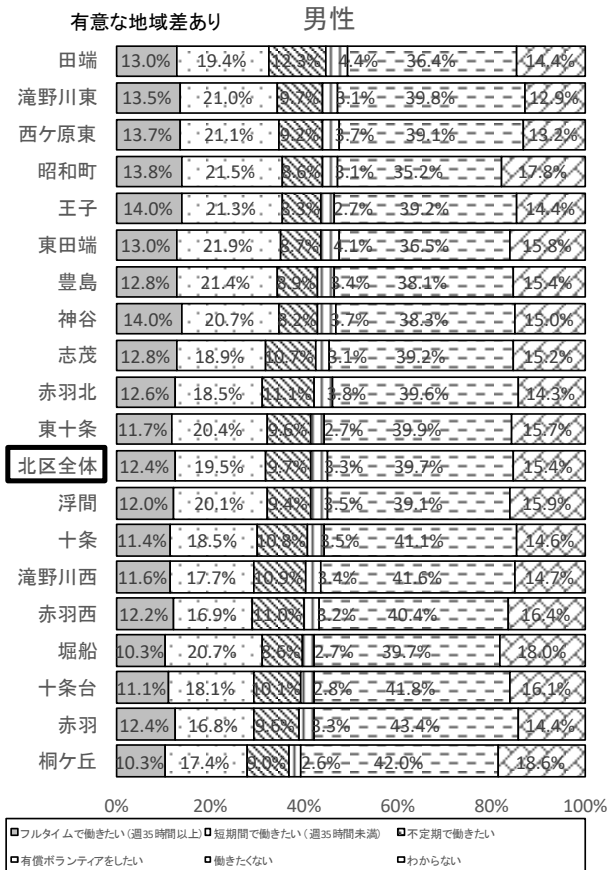 有意な地域差あり 男性
田端 13.0% 19.4% 12.3% 4.4% 36.4% 14.4%
滝野川東 13.5% 21.0% 9.7% 3.1% 39.8% 12.9%
西ケ原東 13.7% 21.1% 9.2% 3.7% 39.1% 13.2%
昭和町 13.8% 21.5% 8.6% 3.1% 35.2% 17.8%
王子 14.0% 21.3% 8.3% 2.7% 39.2% 14.4%
東田端 13.0% 21.9% 8.7% 4.1% 36.5% 15.8%
豊島 12.8% 21.4% 8.9% 3.4% 38.1% 15.4%
神谷 14.0% 20.7% 8.2% 3.7% 38.3% 15.0%
志茂 12.8% 18.9% 10.7% 3.1% 39.2% 15.2%
赤羽北 12.6% 18.5% 11.1% 3.8% 39.6% 14.3%
東十条 11.7% 20.4% 9.6% 2.7% 39.9% 15.7%
北区全体 12.4% 19.5% 9.7% 3.3% 39.7% 15.4%
浮間 12.0% 20.1% 9.4% 3.5% 39.1% 15.9%
十条 11.4% 18.5% 10.8% 3.5% 41.1% 14.6%
滝野川西 11.6% 17.7% 10.9% 3.4% 41.6% 14.7%
赤羽西 12.2% 16.9% 11.0% 3.2% 40.4% 16.4%
堀船 10.3% 20.7% 8.6% 2.7% 39.7% 18.0%
十条台 11.1% 18.1% 10.1% 2.8% 41.8% 16.1%
赤羽 12.4% 16.8% 9.6% 3.3% 43.4% 14.4%
桐ケ丘 10.3% 17.4% 9.0% 2.6% 42.0% 18.6%
0% 20% 40% 60% 80% 100%
フルタイムで働きたい（週35時間以上） 短期間で働きたい（週35時間未満） 不定期で働きたい
有償ボランティアをしたい 働きたくない わからない